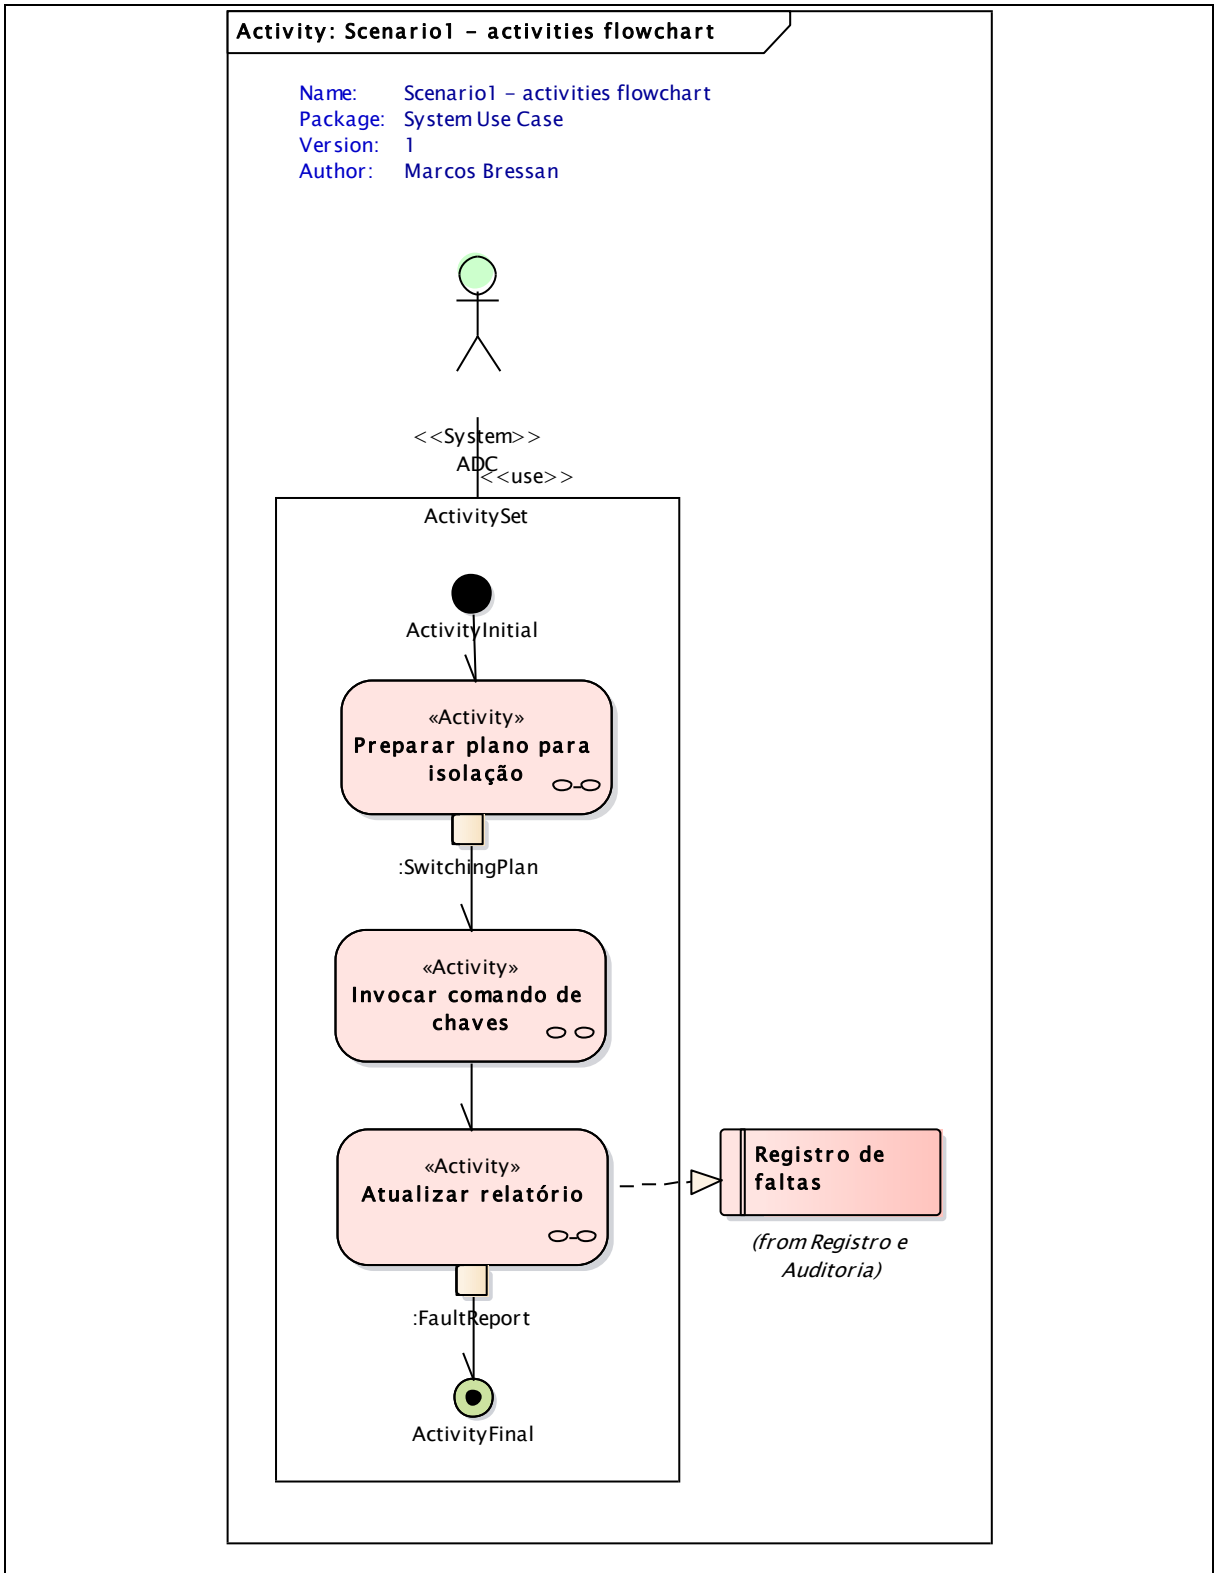 Activity: Scenario1 - activities flowchart
Name: Scenario1 - activities flowchart
Package: System Use Case
Version: 1
Author: Marcos Bressan
<<System>>
ADC
<<use>>
ActivitySet
ActivityInitial
«Activity»
Preparar plano para
isolação
:SwitchingPlan
«Activity»
Invocar comando de
chaves
«Activity»
Atualizar relatório
Registro de
faltas
(from Registro e
Auditoria)
:FaultReport
ActivityFinal